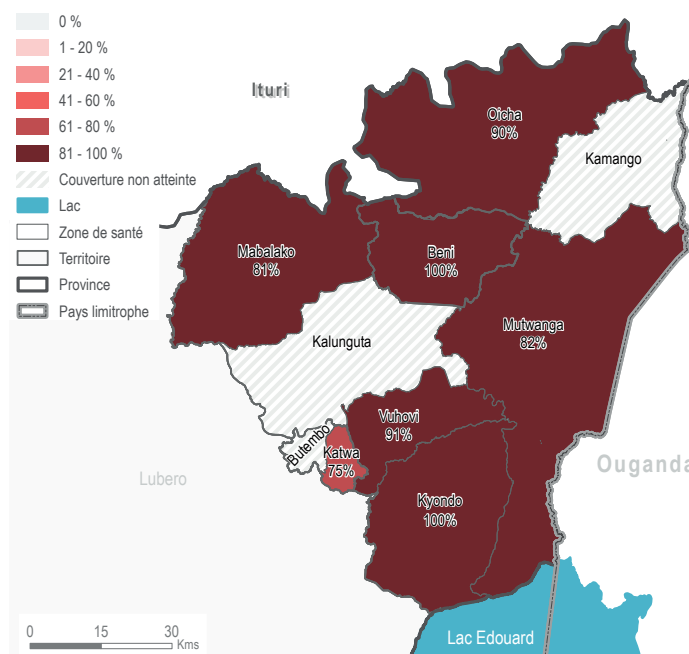 0 %
1 - 20 %
21 - 40 %
41 - 60 %
61 - 80 %
81 - 100 %
Couverture non atteinte
Lac
Zone de santé
Territoire
Province
Pays limitrophe
Ituri
Oicha
90%
Kamango
Mabalako
81%
Beni
100%
Mutwanga
82%
Kalunguta
Vuhovi
91%
Butembo
Katwa
75%
Lubero
Ouganda
Kyondo
100%
Lac Edouard
0 15 30
Kms